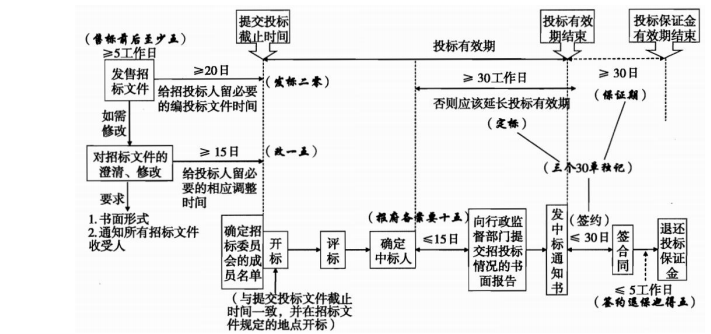 (售标前后至少五)
≥5工作日
发售招
标文件
≥20日
给招投标人留必要
的编投标文件时间
(发标二零)
提交投标
截止时间
投标有效期
投标有效
期结束
投标保证金
有效期结束
≥30工作日
否则应该延长投标有效期
(定标)
≥30日
(保证期)
如需
修改
对招标文件的
澄清、修改
≥15日
给投标人留必
要的相应调整
时间
(改一五)
(三个30单独记)
要求
1.书面形式
2.通知所有招标文件
收受人
确定招
标委员
会的成
员名单
开
标
评
标
确定
中标人
(报府备案要十五)
≤15日
向行政监
督部门提
交招投标
情况的书
面报告
发
中
标
通
知
书
(签约)
≤30日
签
合
同
退还
投标
保证
金
≤5工作日
(签约退保也得五)
(与提交投标文件截止
时间一致,并在招标文
件规定的地点开标)